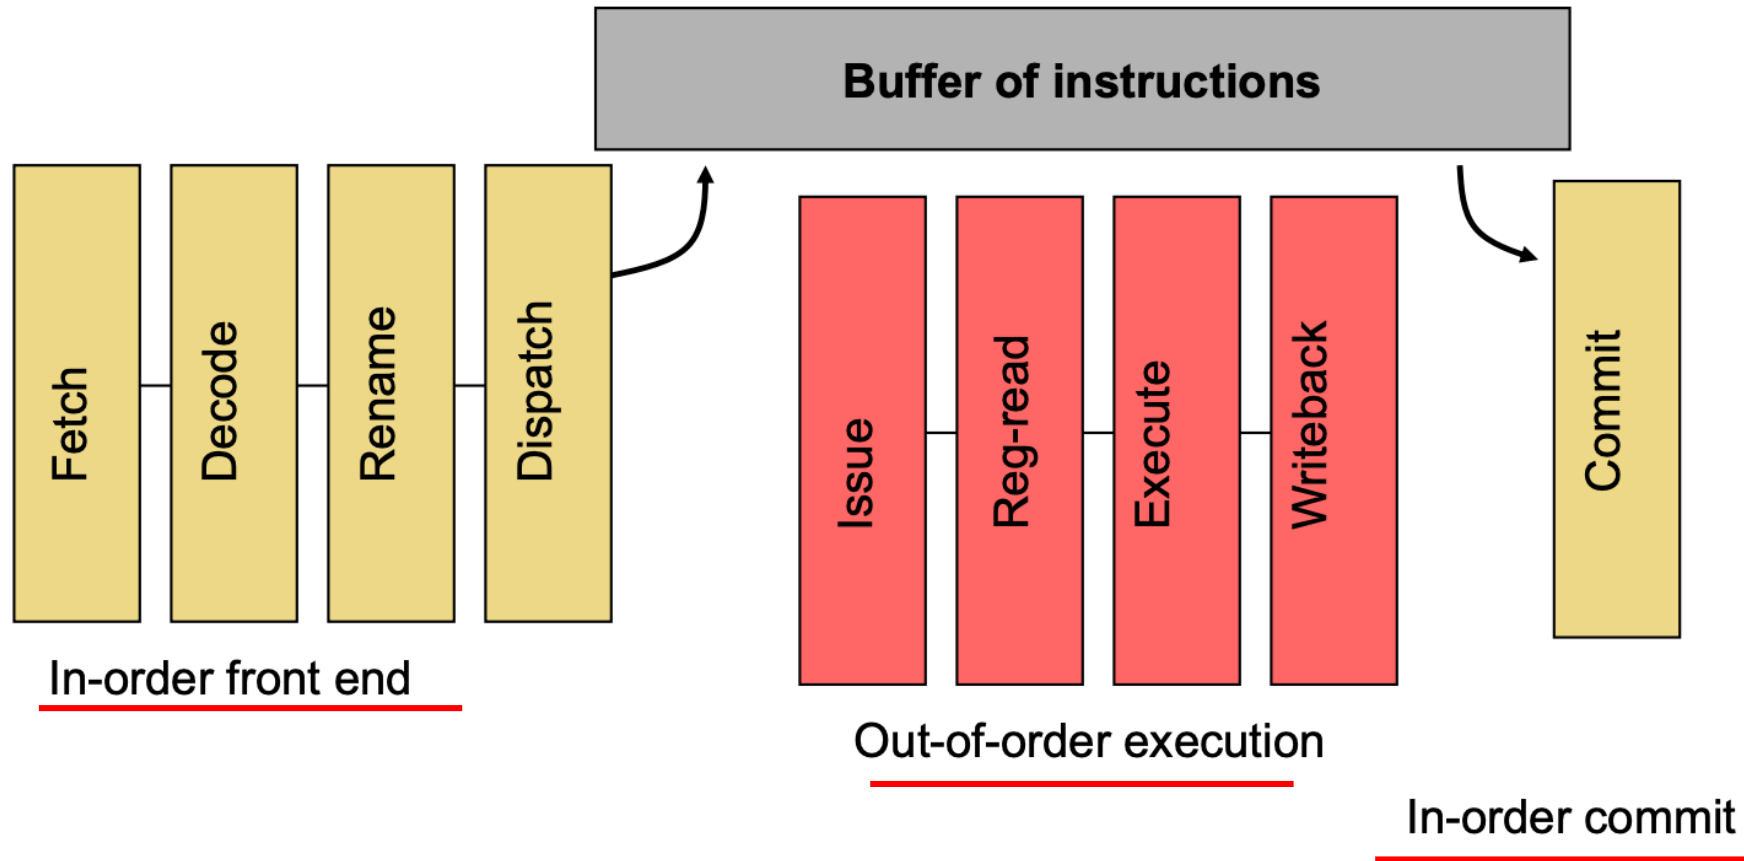 Buffer of instructions
Fetch
Decode
Rename
Dispatch
Issue
Reg-read
Execute
Writeback
Commit
In-order front end
Out-of-order execution
In-order commit